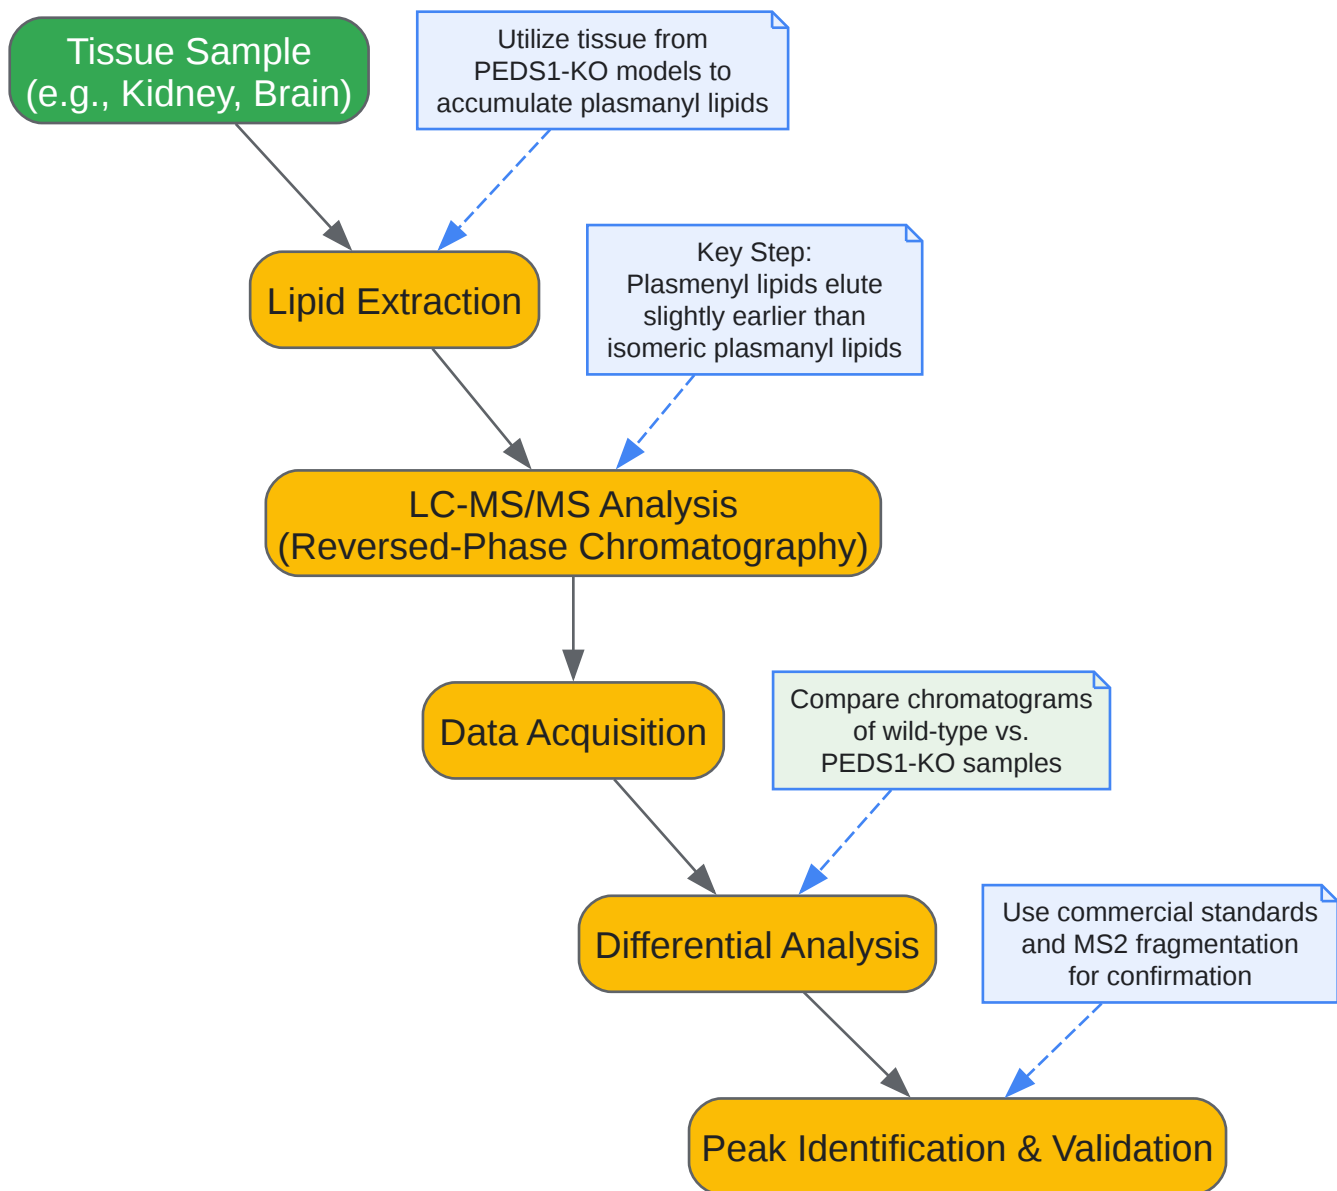 Tissue Sample
(e.g., Kidney, Brain)
Utilize tissue from
PEDS1-KO models to
accumulate plasmanyl lipids
Lipid Extraction
Key Step:
Plasmenyl lipids elute
slightly earlier than
isomeric plasmanyl lipids
LC-MS/MS Analysis
(Reversed-Phase Chromatography)
Data Acquisition
Compare chromatograms
of wild-type vs.
PEDS1-KO samples
Differential Analysis
Use commercial standards
and MS2 fragmentation
for confirmation
Peak Identification & Validation